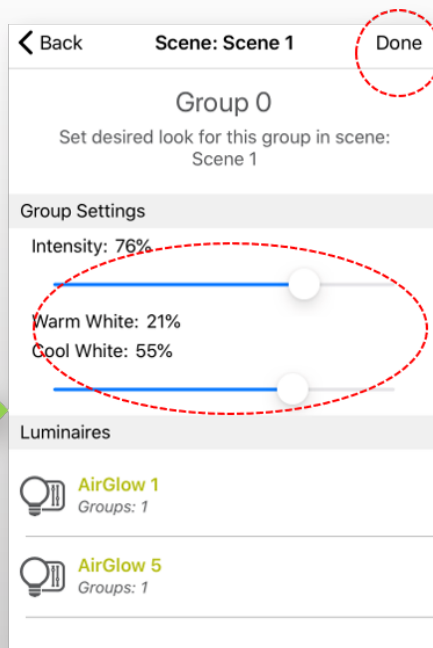 Back
Scene: Scene 1
Done
Group 0
Set desired look for this group in scene:
Scene 1
Group Settings
Intensity: 76%
Warm White: 21%
Cool White: 55%
Luminaires
AirGlow 1
Groups: 1
AirGlow 5
Groups: 1